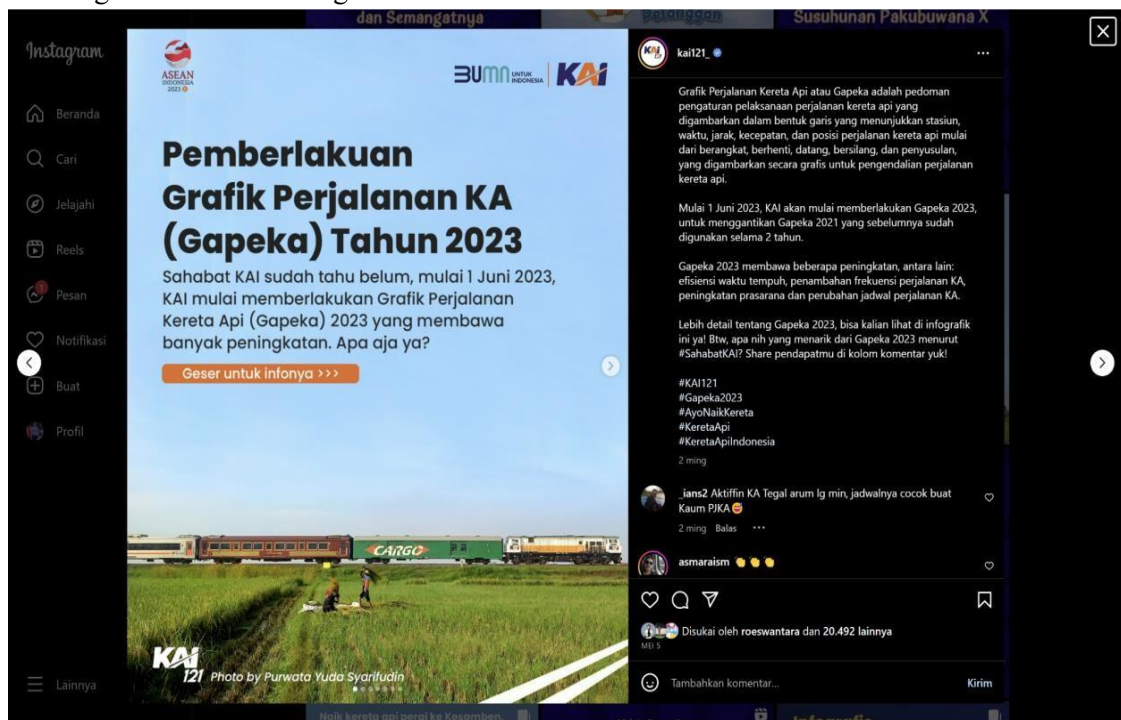 dan Semangatnya
Pelanggan
Susuhunan Pakubuwana X
Instagram
Beranda
Cari
Jelajahi
Reels
1
Pesan
Notifikasi
Buat
Profil
Lainnya
ASEAN
INDONESIA
2023
BUMN UNTUK
INDONESIA
KAI
Pemberlakuan
Grafik Perjalanan KA
(Gapeka) Tahun 2023
Sahabat KAI sudah tahu belum, mulai 1 Juni 2023,
KAI mulai memberlakukan Grafik Perjalanan
Kereta Api (Gapeka) 2023 yang membawa
banyak peningkatan. Apa aja ya?
Geser untuk infonya >>>
CARGO
KAI
121
Photo by Purwata Yuda Syarifudin
KAI
121
kai121_
Grafik Perjalanan Kereta Api atau Gapeka adalah pedoman
pengaturan pelaksanaan perjalanan kereta api yang
digambarkan dalam bentuk garis yang menunjukkan stasiun,
waktu, jarak, kecepatan, dan posisi perjalanan kereta api mulai
dari berangkat, berhenti, datang, bersilang, dan penyusulan,
yang digambarkan secara grafis untuk pengendalian perjalanan
kereta api.
Mulai 1 Juni 2023, KAI akan mulai memberlakukan Gapeka 2023,
untuk menggantikan Gapeka 2021 yang sebelumnya sudah
digunakan selama 2 tahun.
Gapeka 2023 membawa beberapa peningkatan, antara lain:
efisiensi waktu tempuh, penambahan frekuensi perjalanan KA,
peningkatan prasarana dan perubahan jadwal perjalanan KA.
Lebih detail tentang Gapeka 2023, bisa kalian lihat di infografik
ini ya! Btw, apa nih yang menarik dari Gapeka 2023 menurut
#SahabatKAI? Share pendapatmu di kolom komentar yuk!
#KAI121
#Gapeka2023
#AyoNaikKereta
#KeretaApi
#KeretaApiIndonesia
2 ming
_ians2 Aktiffin KA Tegal arum lg min, jadwalnya cocok buat
Kaum PJKA😅
2 ming Balas ···
asmaraism 👏👏👏
Disukai oleh roeswantara dan 20.492 lainnya
MEI 5
Tambahkan komentar...
Kirim
Naik kereta api pergi ke Kesamben,
Infografis